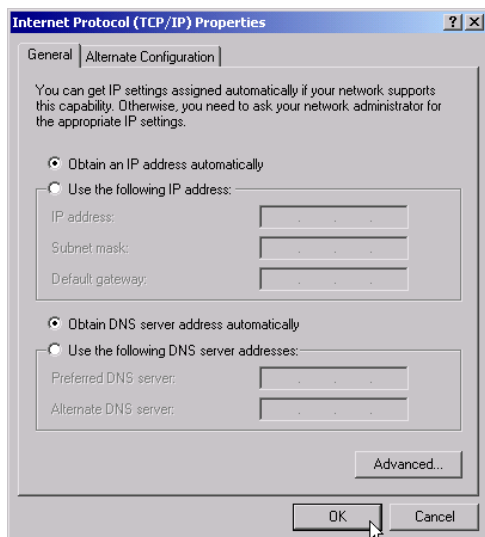 Internet Protocol (TCP/IP) Properties
General
Alternate Configuration
You can get IP settings assigned automatically if your network supports
this capability. Otherwise, you need to ask your network administrator for
the appropriate IP settings.
Obtain an IP address automatically
Use the following IP address:
IP address:
Subnet mask:
Default gateway:
Obtain DNS server address automatically
Use the following DNS server addresses:
Preferred DNS server:
Alternate DNS server:
Advanced...
OK
Cancel